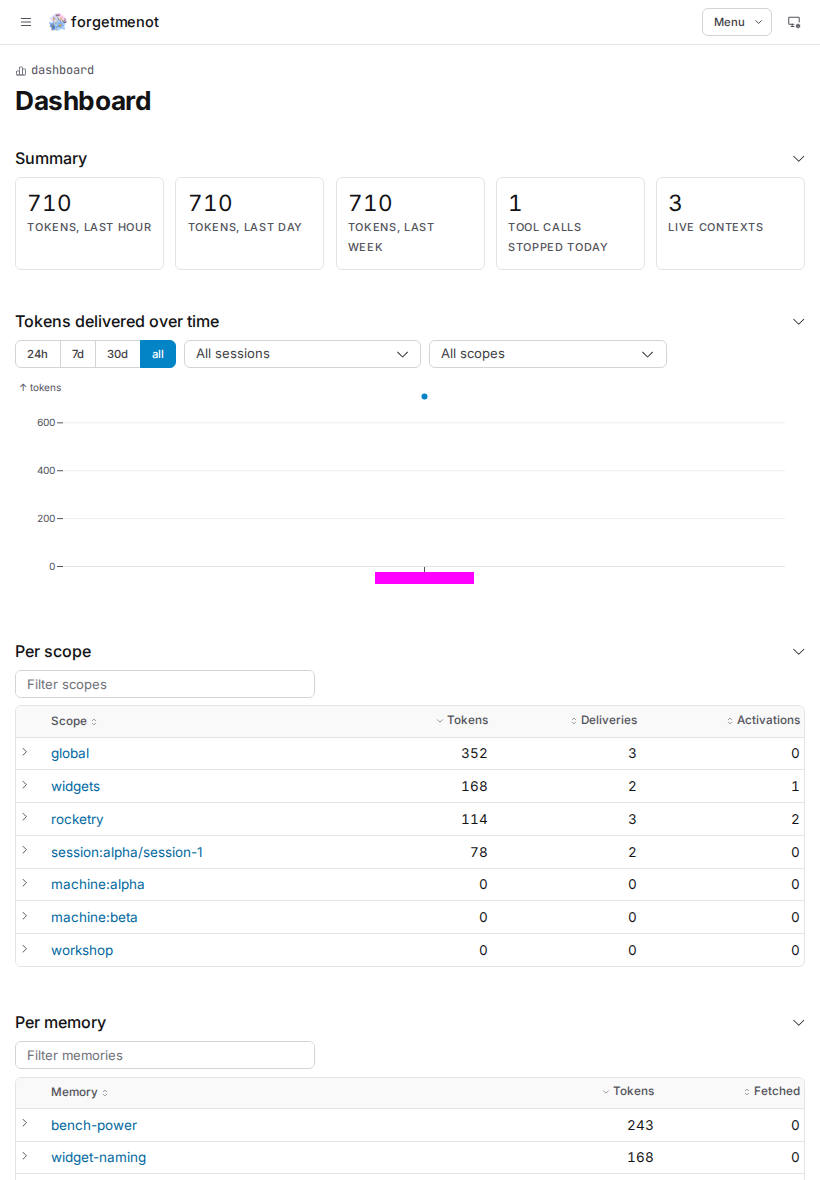 forgetmenot
Menu
dashboard
Dashboard
Summary
710
TOKENS, LAST HOUR
710
TOKENS, LAST DAY
710
TOKENS, LAST
WEEK
1
TOOL CALLS
STOPPED TODAY
3
LIVE CONTEXTS
Tokens delivered over time
24h 7d 30d all All sessions All scopes
↑ tokens
600
400
200
0
Per scope
Filter scopes
Scope Tokens Deliveries Activations
global 352 3 0
widgets 168 2 1
rocketry 114 3 2
session:alpha/session-1 78 2 0
machine:alpha 0 0 0
machine:beta 0 0 0
workshop 0 0 0
Per memory
Filter memories
Memory Tokens Fetched
bench-power 243 0
widget-naming 168 0